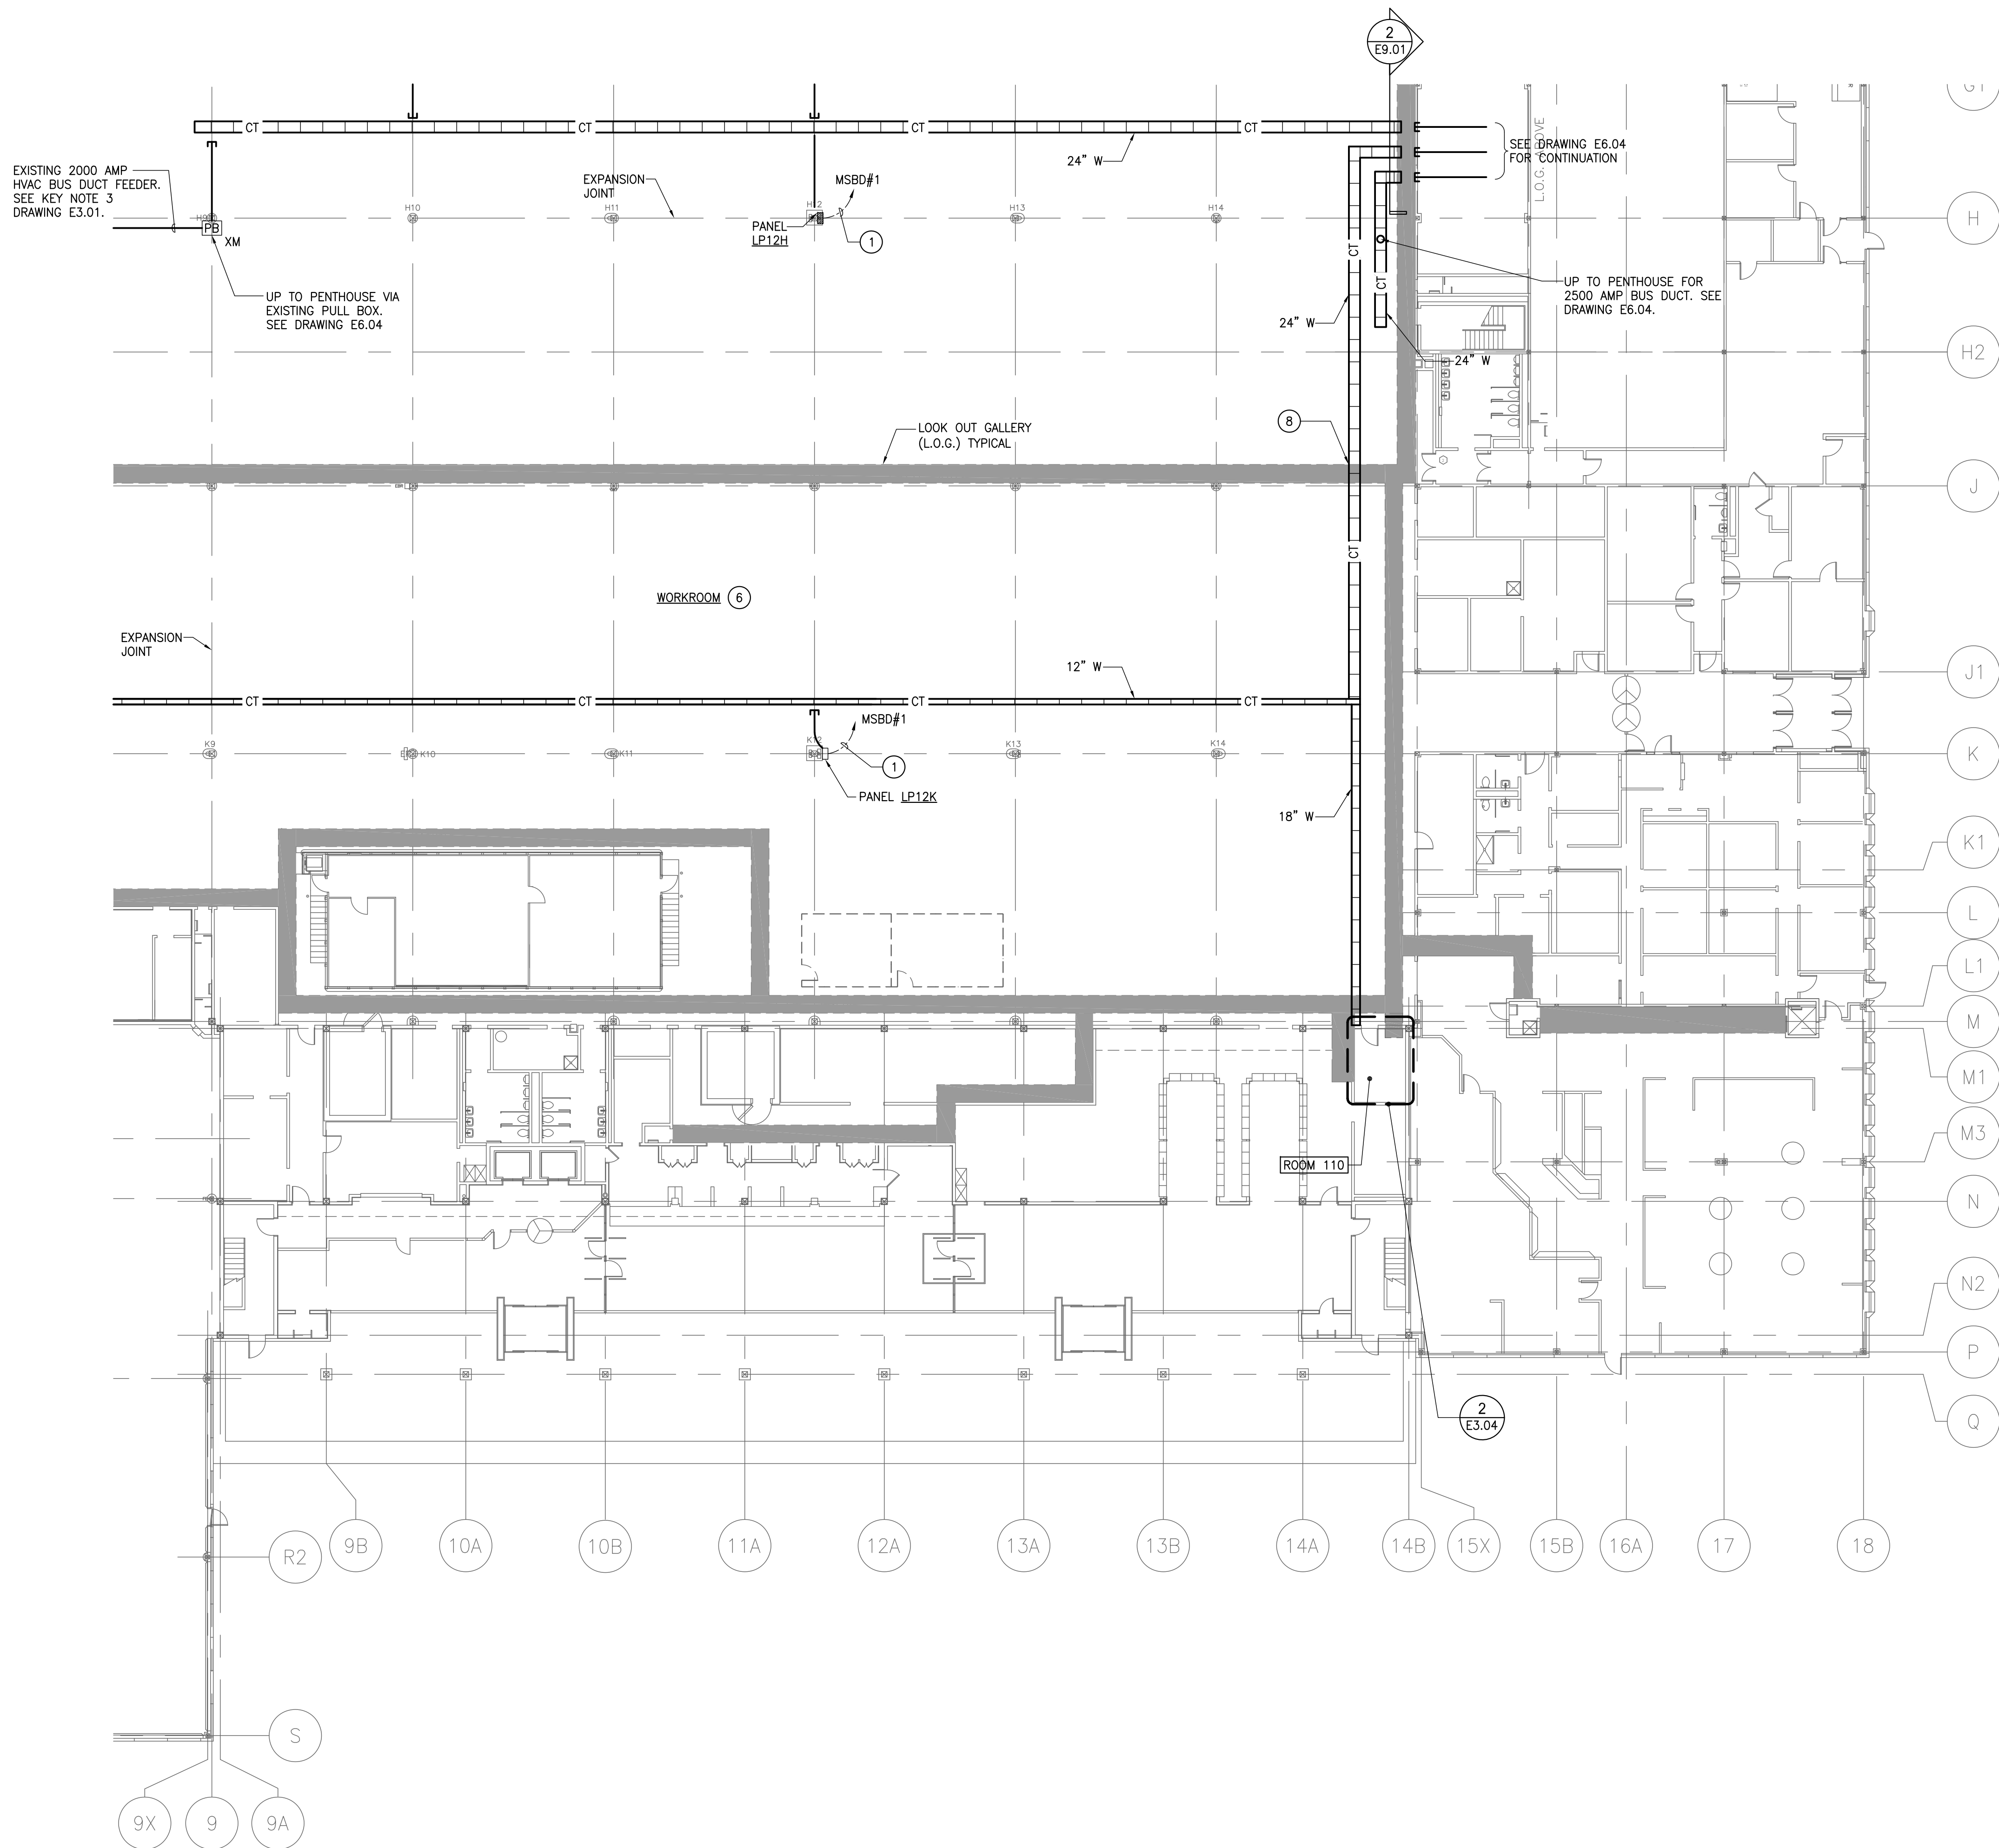 2
E9.01
G1
CT
CT
CT
CT
24" W
SEE DRAWING E6.04
FOR CONTINUATION
L.O.G. ABOVE
EXISTING 2000 AMP
HVAC BUS DUCT FEEDER.
SEE KEY NOTE 3
DRAWING E3.01.
EXPANSION
JOINT
MSBD#1
H10
H11
H12
H13
H14
H
PB
XM
PANEL
LP12H
1
CT
CT
UP TO PENTHOUSE VIA
EXISTING PULL BOX.
SEE DRAWING E6.04
UP TO PENTHOUSE FOR
2500 AMP BUS DUCT. SEE
DRAWING E6.04.
24" W
24" W
H2
8
LOOK OUT GALLERY
(L.O.G.) TYPICAL
J
CT
WORKROOM
6
EXPANSION
JOINT
12" W
J1
CT
CT
CT
CT
MSBD#1
K9
K10
K11
K12
K13
K14
K
1
PANEL LP12K
18" W
K1
L
L1
M
M1
M3
ROOM 110
N
N2
P
2
E3.04
Q
R2
9B
10A
10B
11A
12A
13A
13B
14A
14B
15X
15B
16A
17
18
S
9X
9
9A